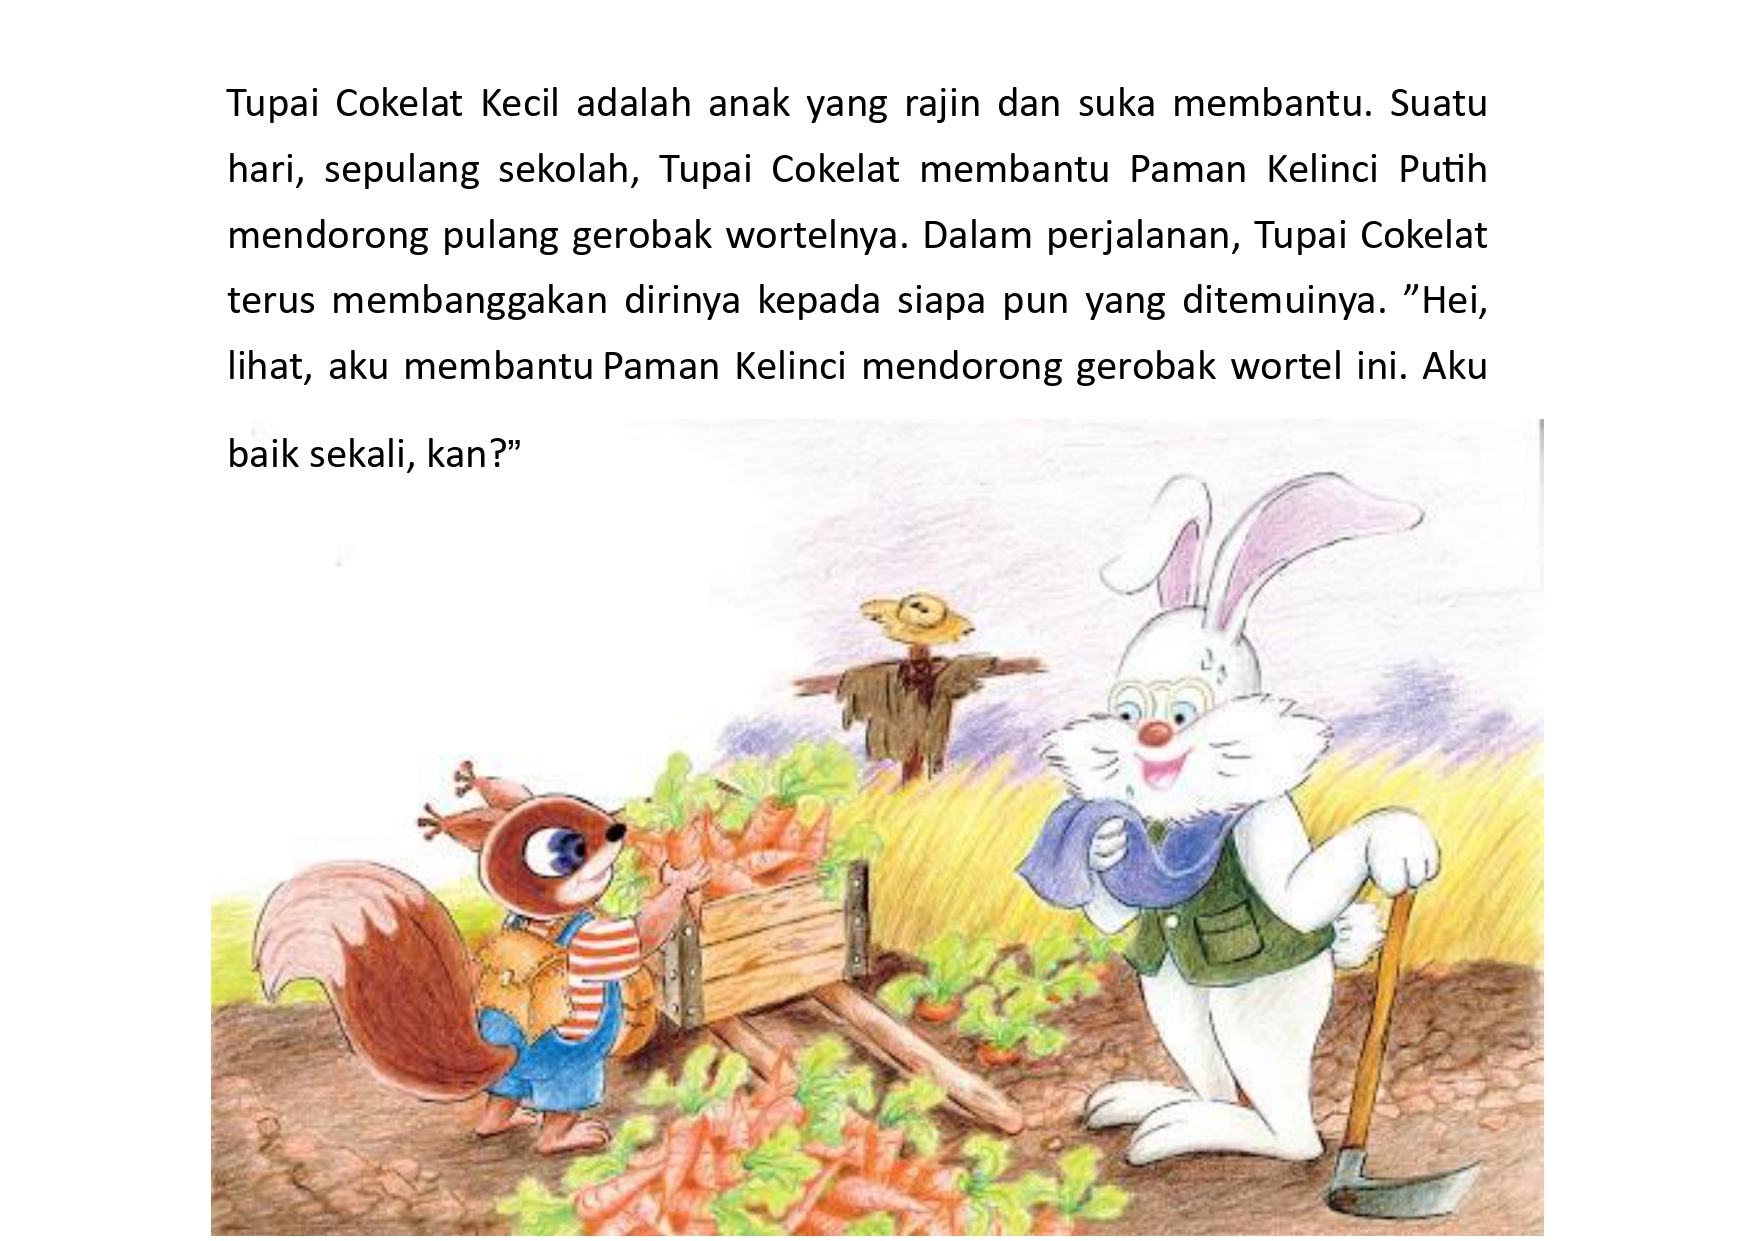 Tupai Cokelat Kecil adalah anak yang rajin dan suka membantu. Suatu
hari, sepulang sekolah, Tupai Cokelat membantu Paman Kelinci Putih
mendorong pulang gerobak wortelnya. Dalam perjalanan, Tupai Cokelat
terus membanggakan dirinya kepada siapa pun yang ditemuinya. ”Hei,
lihat, aku membantu Paman Kelinci mendorong gerobak wortel ini. Aku
baik sekali, kan?”